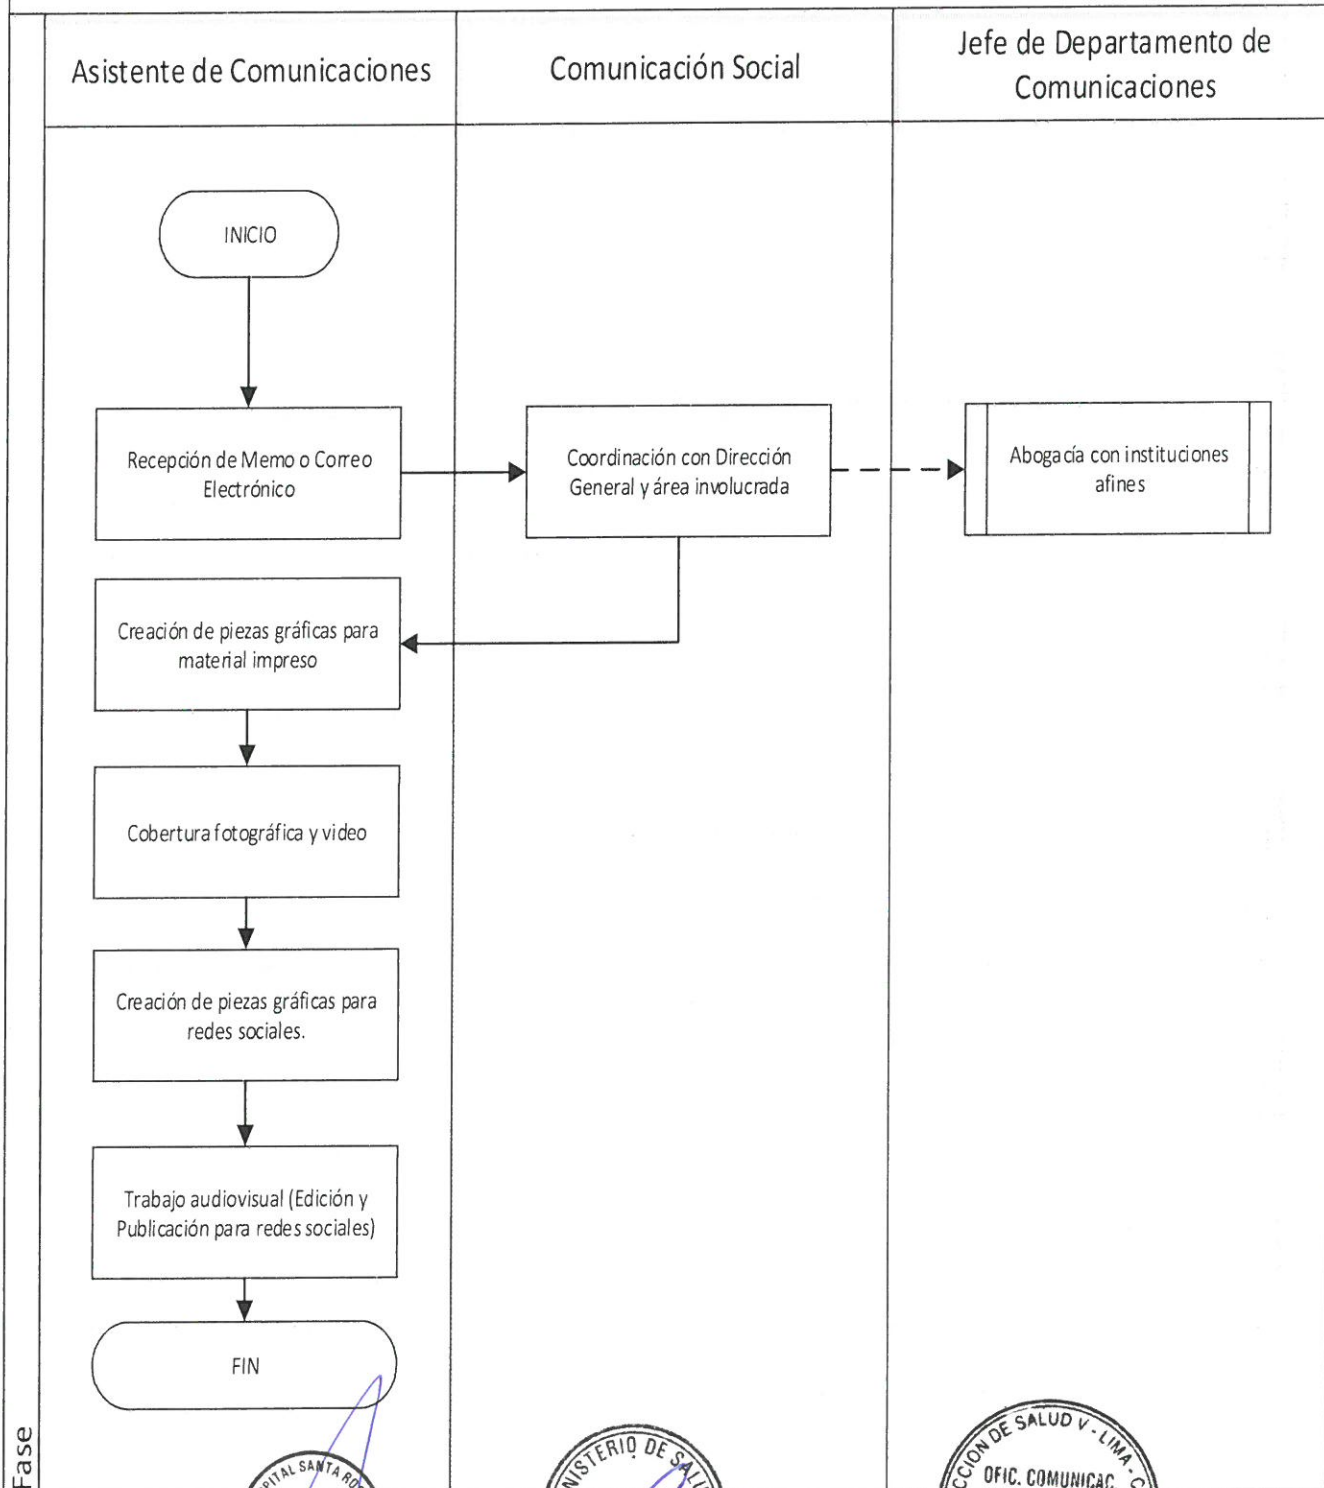 Asistente de Comunicaciones
Comunicación Social
Jefe de Departamento de
Comunicaciones
INICIO
Recepción de Memo o Correo
Electrónico
Coordinación con Dirección
General y área involucrada
Abogacía con instituciones
afines
Creación de piezas gráficas para
material impreso
Cobertura fotográfica y video
Creación de piezas gráficas para
redes sociales.
Trabajo audiovisual (Edición y
Publicación para redes sociales)
FIN
Fase
SANTA
DE
DE SALUD V - LIMA
OFIC. COMUNICAC.